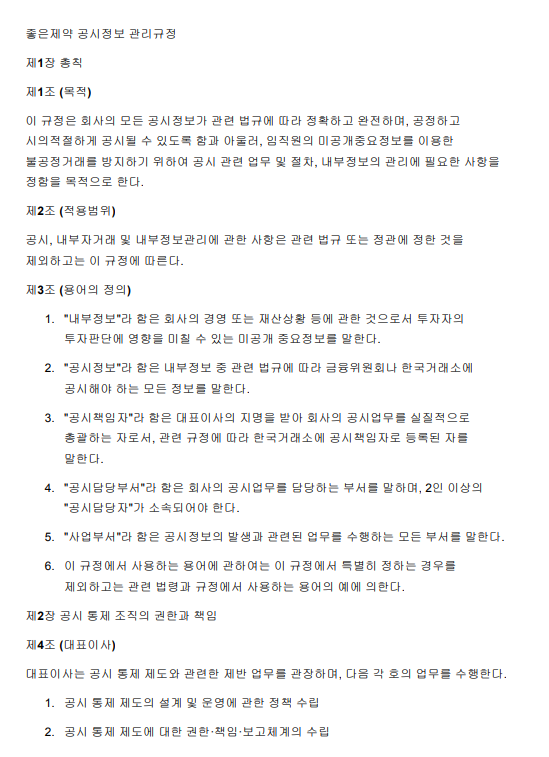 좋은제약 공시정보 관리규정
제1장 총칙
제1조 (목적)
이 규정은 회사의 모든 공시정보가 관련 법규에 따라 정확하고 완전하며, 공정하고
시의적절하게 공시될 수 있도록 함과 아울러, 임직원의 미공개중요정보를 이용한
불공정거래를 방지하기 위하여 공시 관련 업무 및 절차, 내부정보의 관리에 필요한 사항을
정함을 목적으로 한다.
제2조 (적용범위)
공시, 내부자거래 및 내부정보관리에 관한 사항은 관련 법규 또는 정관에 정한 것을
제외하고는 이 규정에 따른다.
제3조 (용어의 정의)
1. "내부정보"라 함은 회사의 경영 또는 재산상황 등에 관한 것으로서 투자자의
투자판단에 영향을 미칠 수 있는 미공개 중요정보를 말한다.
2. "공시정보"라 함은 내부정보 중 관련 법규에 따라 금융위원회나 한국거래소에
공시해야 하는 모든 정보를 말한다.
3. "공시책임자"라 함은 대표이사의 지명을 받아 회사의 공시업무를 실질적으로
총괄하는 자로서, 관련 규정에 따라 한국거래소에 공시책임자로 등록된 자를
말한다.
4. "공시담당부서"라 함은 회사의 공시업무를 담당하는 부서를 말하며, 2인 이상의
"공시담당자"가 소속되어야 한다.
5. "사업부서"라 함은 공시정보의 발생과 관련된 업무를 수행하는 모든 부서를 말한다.
6. 이 규정에서 사용하는 용어에 관하여는 이 규정에서 특별히 정하는 경우를
제외하고는 관련 법령과 규정에서 사용하는 용어의 예에 의한다.
제2장 공시 통제 조직의 권한과 책임
제4조 (대표이사)
대표이사는 공시 통제 제도와 관련한 제반 업무를 관장하며, 다음 각 호의 업무를 수행한다.
1. 공시 통제 제도의 설계 및 운영에 관한 정책 수립
2. 공시 통제 제도에 대한 권한·책임·보고체계의 수립